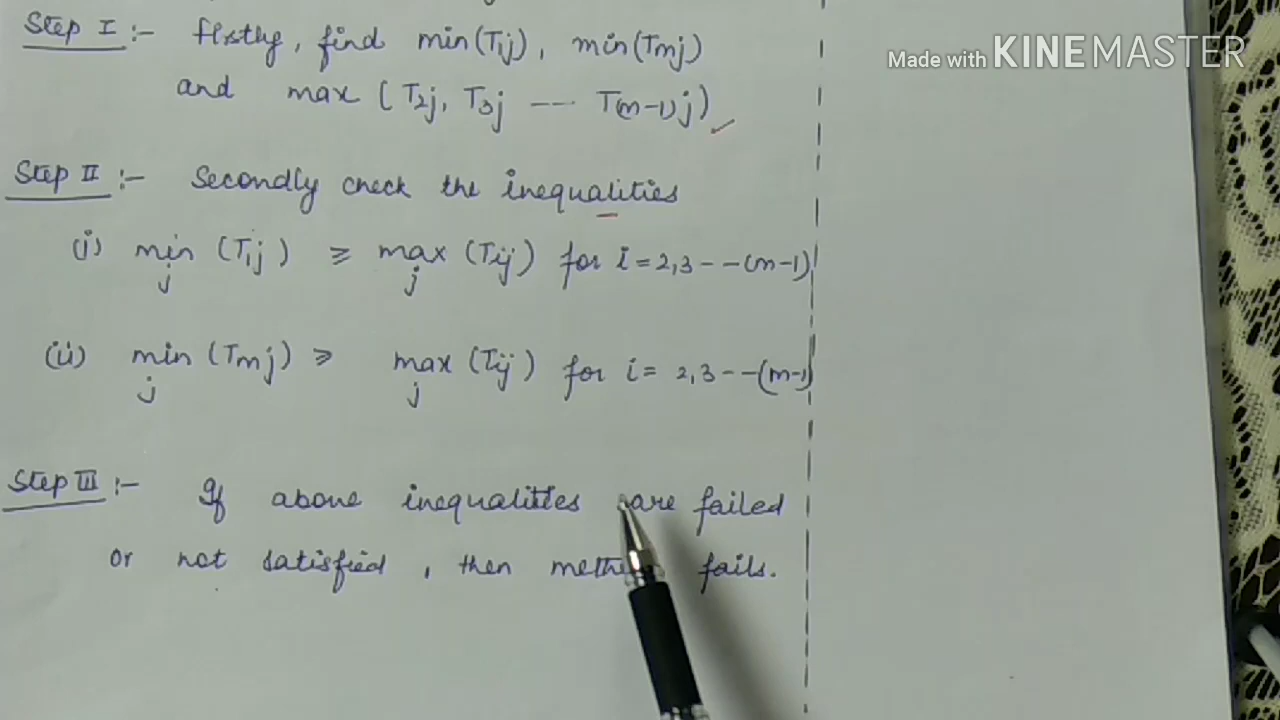 Step I :- firstly, find min(T1j), min(Tmj)
and max (T2j, T3j ---- T(m-1)j)
Step II :- Secondly check the inequalities
(i) min (T1j) ≥ max (Tij) for i = 2,3 - - - (m-1)
j j
(ii) min (Tmj) ≥ max (Tij) for i = 2,3 - - - (m-1)
j j
Step III :- If above inequalities are failed
or not satisfied, then fails.
Made with KINEMASTER